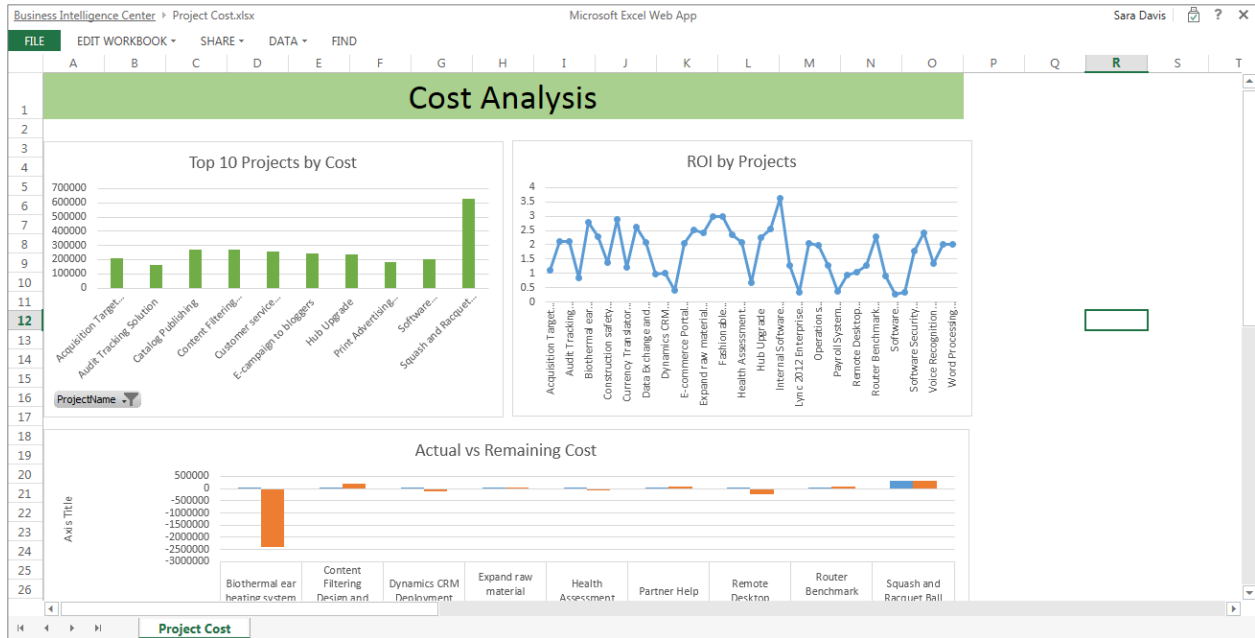 Business Intelligence Center ▸ Project Cost.xlsx
Microsoft Excel Web App
Sara Davis ? ✕
FILE EDIT WORKBOOK SHARE DATA FIND
A B C D E F G H I J K L M N O P Q R S T
1
2
3
4
5
6
7
8
9
10
11
12
13
14
15
16
17
18
19
20
21
22
23
24
25
26
Cost Analysis
Top 10 Projects by Cost
700000
600000
500000
400000
300000
200000
100000
0
Acquisition Target...
Audit Tracking Solution
Catalog Publishing
Content Filtering...
Customer service...
E-campaign to bloggers
Hub Upgrade
Print Advertising...
Software...
Squash and Racquet...
ProjectName
ROI by Projects
4
3.5
3
2.5
2
1.5
1
0.5
0
Acquisition Target...
Audit Tracking...
Biothermal ear...
Construction safety...
Currency Translator...
Data Exchange and...
Dynamics CRM...
E-commerce Portal...
Expand raw material...
Fashionable...
Health Assessment...
Hub Upgrade
Internal Software...
Lync 2012 Enterprise...
Operations...
Payroll System...
Remote Desktop...
Router Benchmark...
Software...
Software Security...
Voice Recognition...
Word Processing...
Actual vs Remaining Cost
Axis Title
500000
0
-500000
-1000000
-1500000
-2000000
-2500000
-3000000
Biothermal ear
heating system
Content
Filtering
Design and
Dynamics CRM
Deployment
Expand raw
material
Health
Assessment
Partner Help
Remote
Desktop
Router
Benchmark
Squash and
Racquet Ball
Project Cost